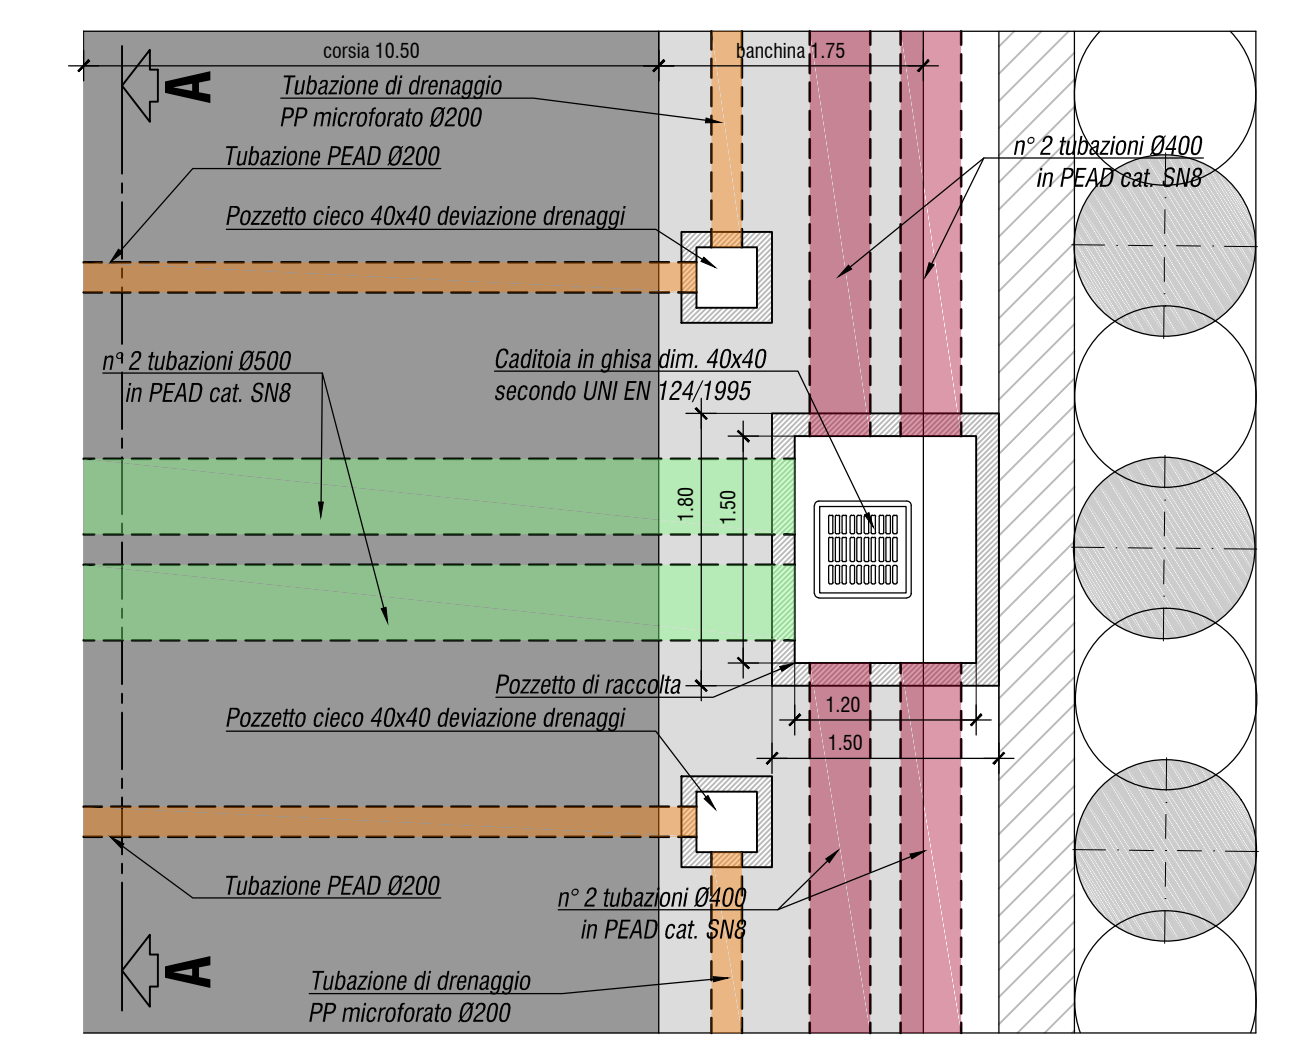 corsia 10.50
banchina 1.75
A
Tubazione di drenaggio
PP microforato Ø200
n° 2 tubazioni Ø400
in PEAD cat. SN8
Tubazione PEAD Ø200
Pozzetto cieco 40x40 deviazione drenaggi
n° 2 tubazioni Ø500
in PEAD cat. SN8
Caditoia in ghisa dim. 40x40
secondo UNI EN 124/1995
1.80
1.50
Pozzetto di raccolta
1.20
Pozzetto cieco 40x40 deviazione drenaggi
1.50
Tubazione PEAD Ø200
n° 2 tubazioni Ø400
in PEAD cat. SN8
A
Tubazione di drenaggio
PP microforato Ø200